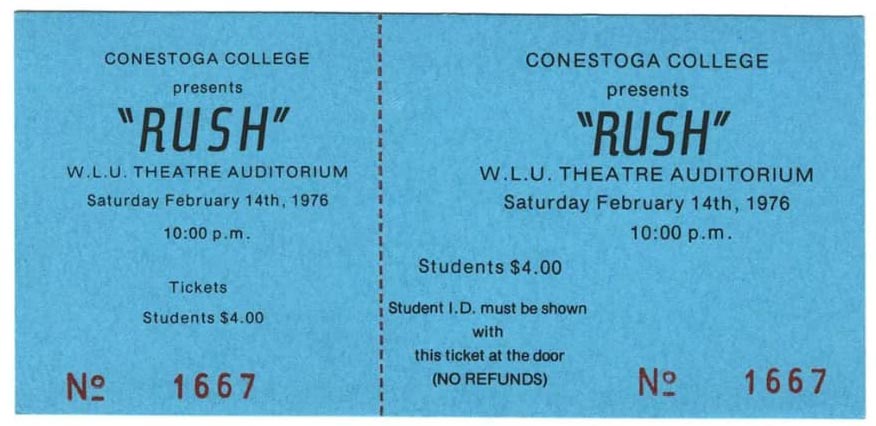 CONESTOGA COLLEGE
presents
"RUSH"
W.L.U. THEATRE AUDITORIUM
Saturday February 14th, 1976
10:00 p.m.
Tickets
Students $4.00
Nº 1667
CONESTOGA COLLEGE
presents
"RUSH"
W.L.U. THEATRE AUDITORIUM
Saturday February 14th, 1976
10:00 p.m.
Students $4.00
Student I.D. must be shown
with
this ticket at the door
(NO REFUNDS)
Nº 1667